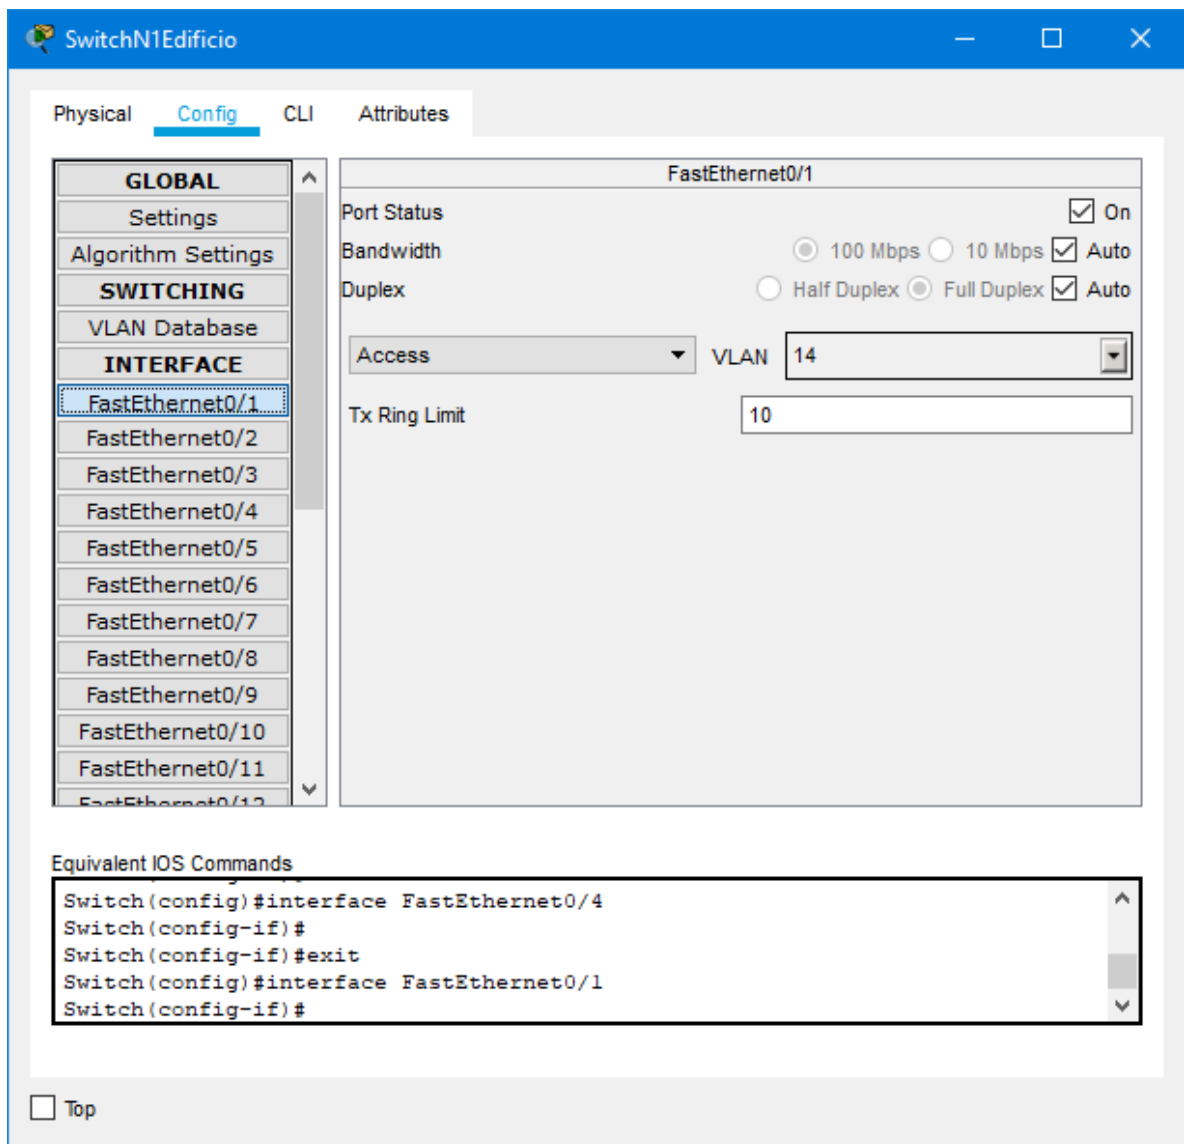 SwitchN1Edificio
Physical Config CLI Attributes
GLOBAL
Settings
Algorithm Settings
SWITCHING
VLAN Database
INTERFACE
FastEthernet0/1
FastEthernet0/2
FastEthernet0/3
FastEthernet0/4
FastEthernet0/5
FastEthernet0/6
FastEthernet0/7
FastEthernet0/8
FastEthernet0/9
FastEthernet0/10
FastEthernet0/11
FastEthernet0/12
FastEthernet0/1
Port Status On
Bandwidth 100 Mbps 10 Mbps Auto
Duplex Half Duplex Full Duplex Auto
Access VLAN 14
Tx Ring Limit 10
Equivalent IOS Commands
Switch(config)#interface FastEthernet0/4
Switch(config-if)#
Switch(config-if)#exit
Switch(config)#interface FastEthernet0/1
Switch(config-if)#
Top